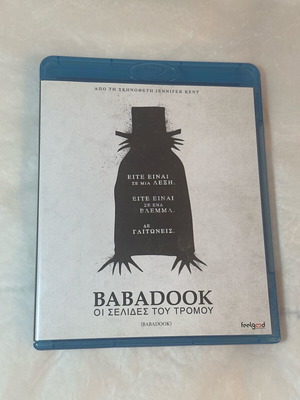 ΑΠΟ ΤΗ ΣΚΗΝΟΘΕΤΗ JENNIFER KENT
ΕΙΤΕ ΕΙΝΑΙ
ΣΕ ΜΙΑ ΛΕΞΗ.
ΕΙΤΕ ΕΙΝΑΙ
ΣΕ ΕΝΑ
ΒΛΕΜΜΑ.
ΔΕ
ΓΛΙΤΩΝΕΙΣ.
BABADOOK
ΟΙ ΣΕΛΙΔΕΣ ΤΟΥ ΤΡΟΜΟΥ
[BABADOOK]
feelgood